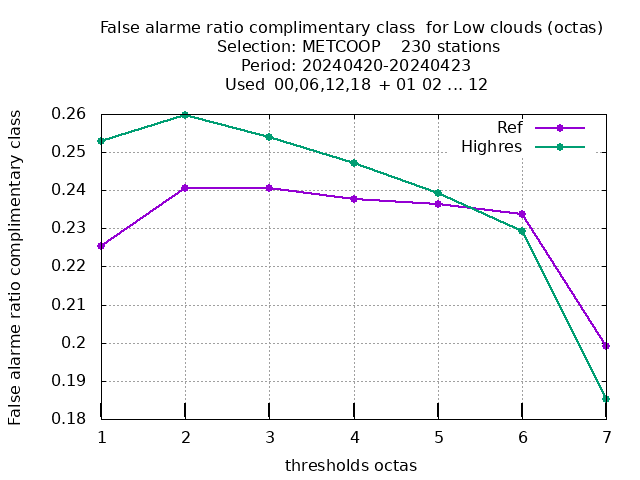 False alarme ratio complimentary class  for Low clouds (octas)
Selection: METCOOP    230 stations
Period: 20240420-20240423
Used  00,06,12,18 + 01 02 ... 12
False alarme ratio complimentary class
0.26
0.25
0.24
0.23
0.22
0.21
0.2
0.19
0.18
Ref
Highres
1 2 3 4 5 6 7
thresholds octas